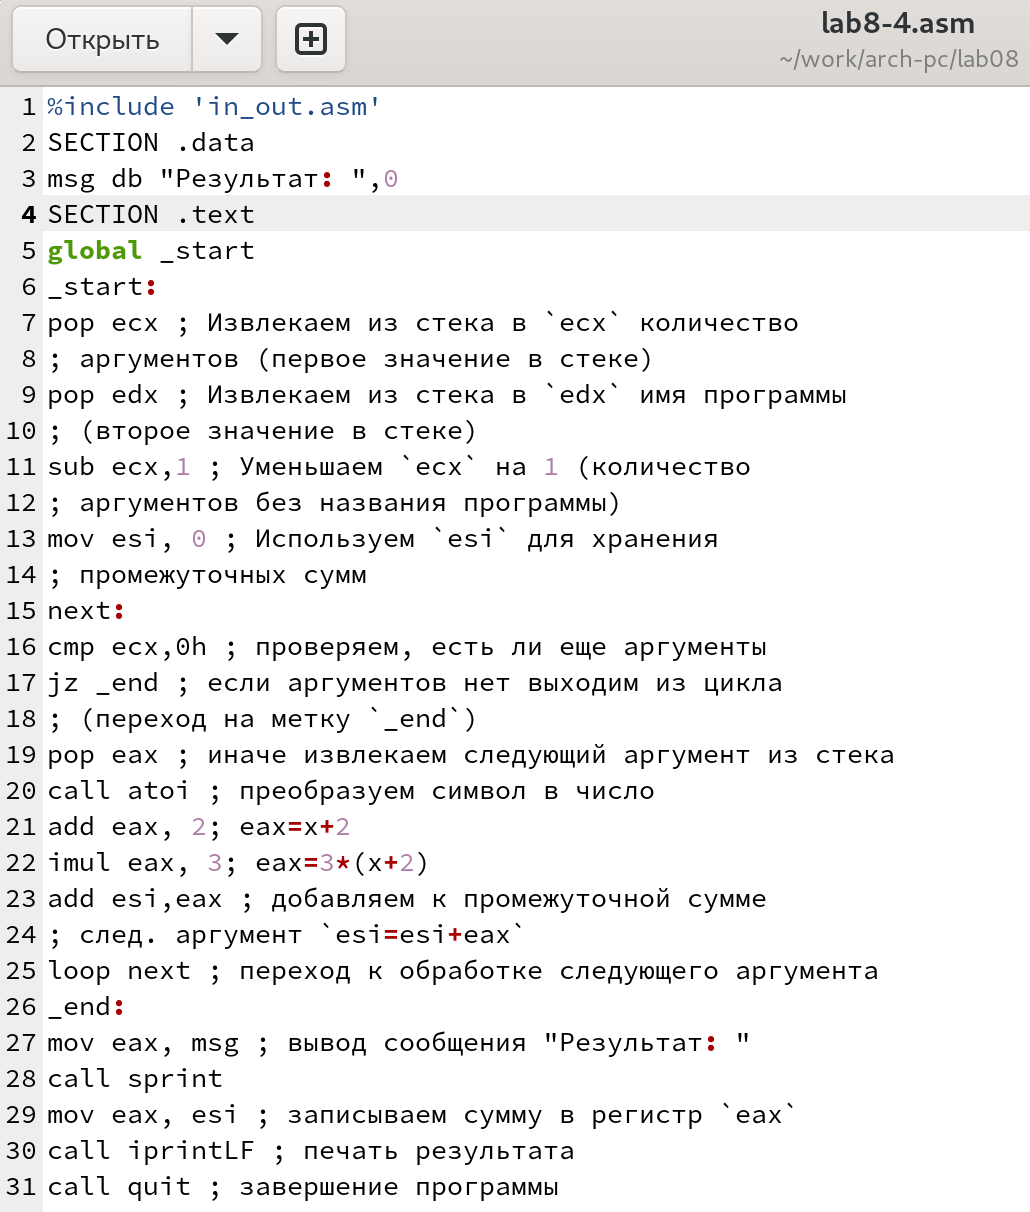 Открыть
lab8-4.asm
~/work/arch-pc/lab08
1 %include 'in_out.asm'
2 SECTION .data
3 msg db "Результат: ",0
4 SECTION .text
5 global _start
6 _start:
7 pop ecx ; Извлекаем из стека в `ecx` количество
8 ; аргументов (первое значение в стеке)
9 pop edx ; Извлекаем из стека в `edx` имя программы
10 ; (второе значение в стеке)
11 sub ecx,1 ; Уменьшаем `ecx` на 1 (количество
12 ; аргументов без названия программы)
13 mov esi, 0 ; Используем `esi` для хранения
14 ; промежуточных сумм
15 next:
16 cmp ecx,0h ; проверяем, есть ли еще аргументы
17 jz _end ; если аргументов нет выходим из цикла
18 ; (переход на метку `_end`)
19 pop eax ; иначе извлекаем следующий аргумент из стека
20 call atoi ; преобразуем символ в число
21 add eax, 2; eax=x+2
22 imul eax, 3; eax=3*(x+2)
23 add esi,eax ; добавляем к промежуточной сумме
24 ; след. аргумент `esi=esi+eax`
25 loop next ; переход к обработке следующего аргумента
26 _end:
27 mov eax, msg ; вывод сообщения "Результат: "
28 call sprint
29 mov eax, esi ; записываем сумму в регистр `eax`
30 call iprintLF ; печать результата
31 call quit ; завершение программы